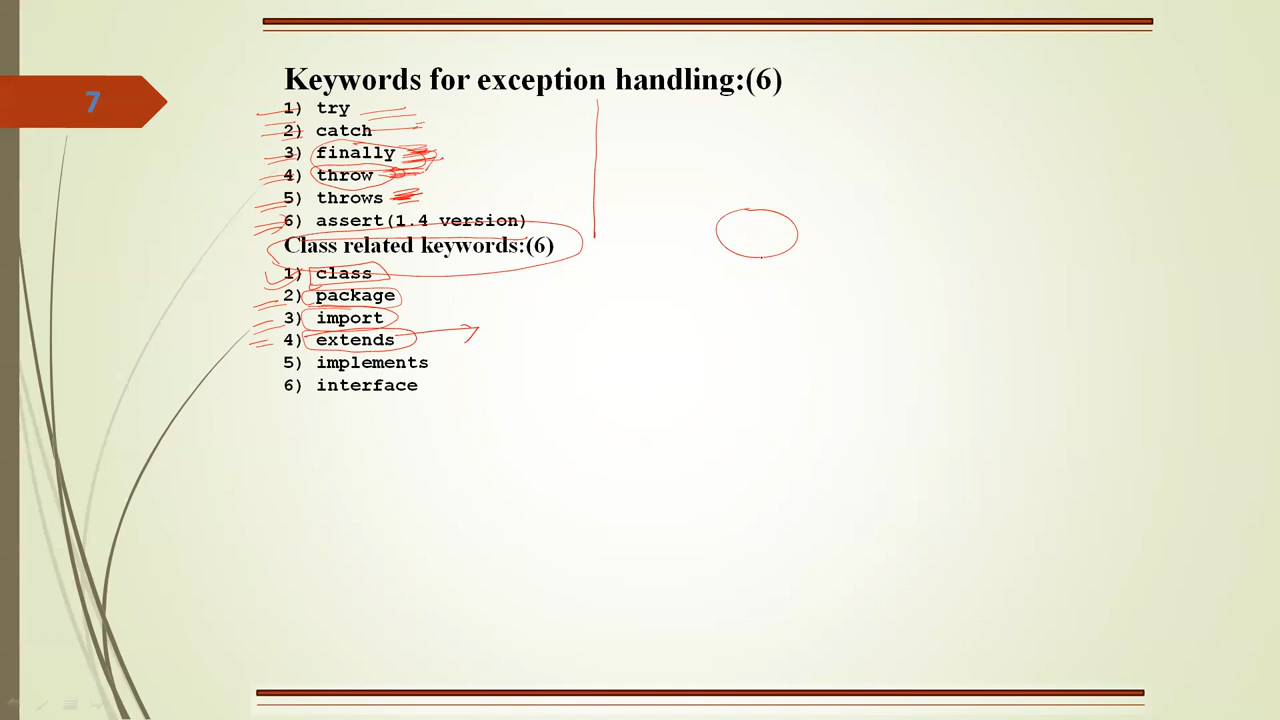 7
Keywords for exception handling:(6)
1) try
2) catch
3) finally
4) throw
5) throws
6) assert(1.4 version)
Class related keywords:(6)
1) class
2) package
3) import
4) extends
5) implements
6) interface